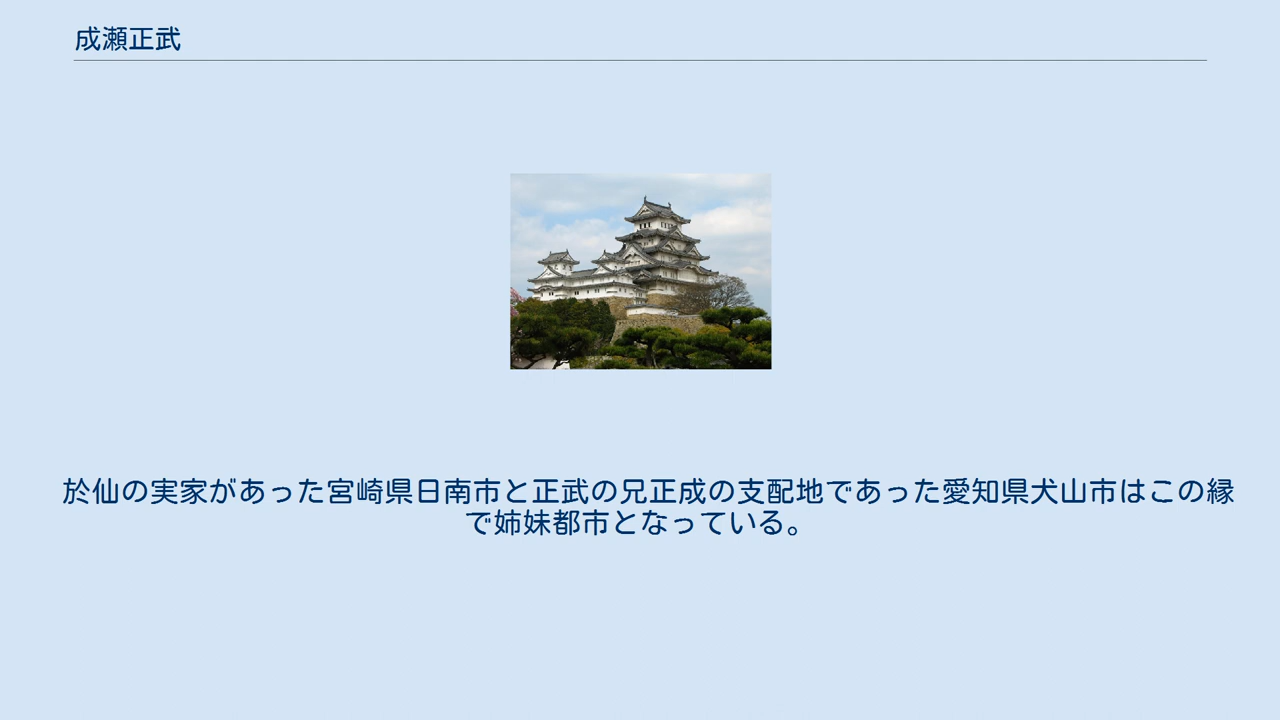 成瀬正武
於仙の実家があった宮崎県日南市と正武の兄正成の支配地であった愛知県犬山市はこの縁
で姉妹都市となっている。